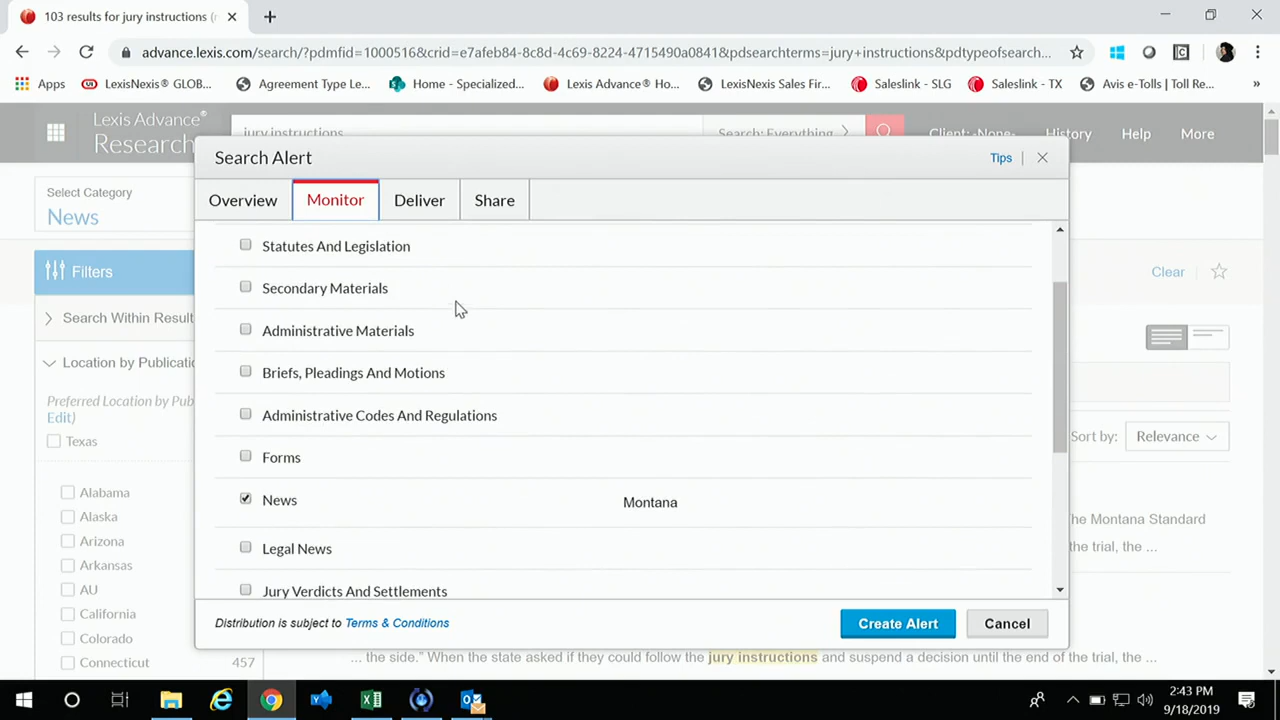 103 results for jury instructions (n
advance.lexis.com/search/?pdmfid=1000516&crid=e7afeb84-8c8d-4c69-8224-4715490a0841&pdsearchterms=jury+instructions&pdtypeofsearch...
Apps
LexisNexis® GLOB...
Agreement Type Le...
Home - Specialized...
Lexis Advance® Ho...
LexisNexis Sales Fir...
Saleslink - SLG
Saleslink - TX
Avis e-Tolls | Toll Re...
»
Lexis Advance®
Research
jury instructions
Search: Everything
Client: -None-
History
Help
More
Select Category
News
Search Alert
Tips
Overview
Monitor
Deliver
Share
Filters
Clear
Search Within Result
Location by Publicatio
Preferred Location by Pub
Edit)
Texas
Alabama
Alaska
Arizona
Arkansas
AU
California
Colorado
Connecticut
457
Statutes And Legislation
Secondary Materials
Administrative Materials
Briefs, Pleadings And Motions
Administrative Codes And Regulations
Forms
News
Montana
Legal News
Jury Verdicts And Settlements
Sort by:
Relevance
he Montana Standard
the trial, the ...
Distribution is subject to Terms & Conditions
Create Alert
Cancel
... the side." When the state asked if they could follow the jury instructions and suspend a decision until the end of the trial, the ...
2:43 PM
9/18/2019